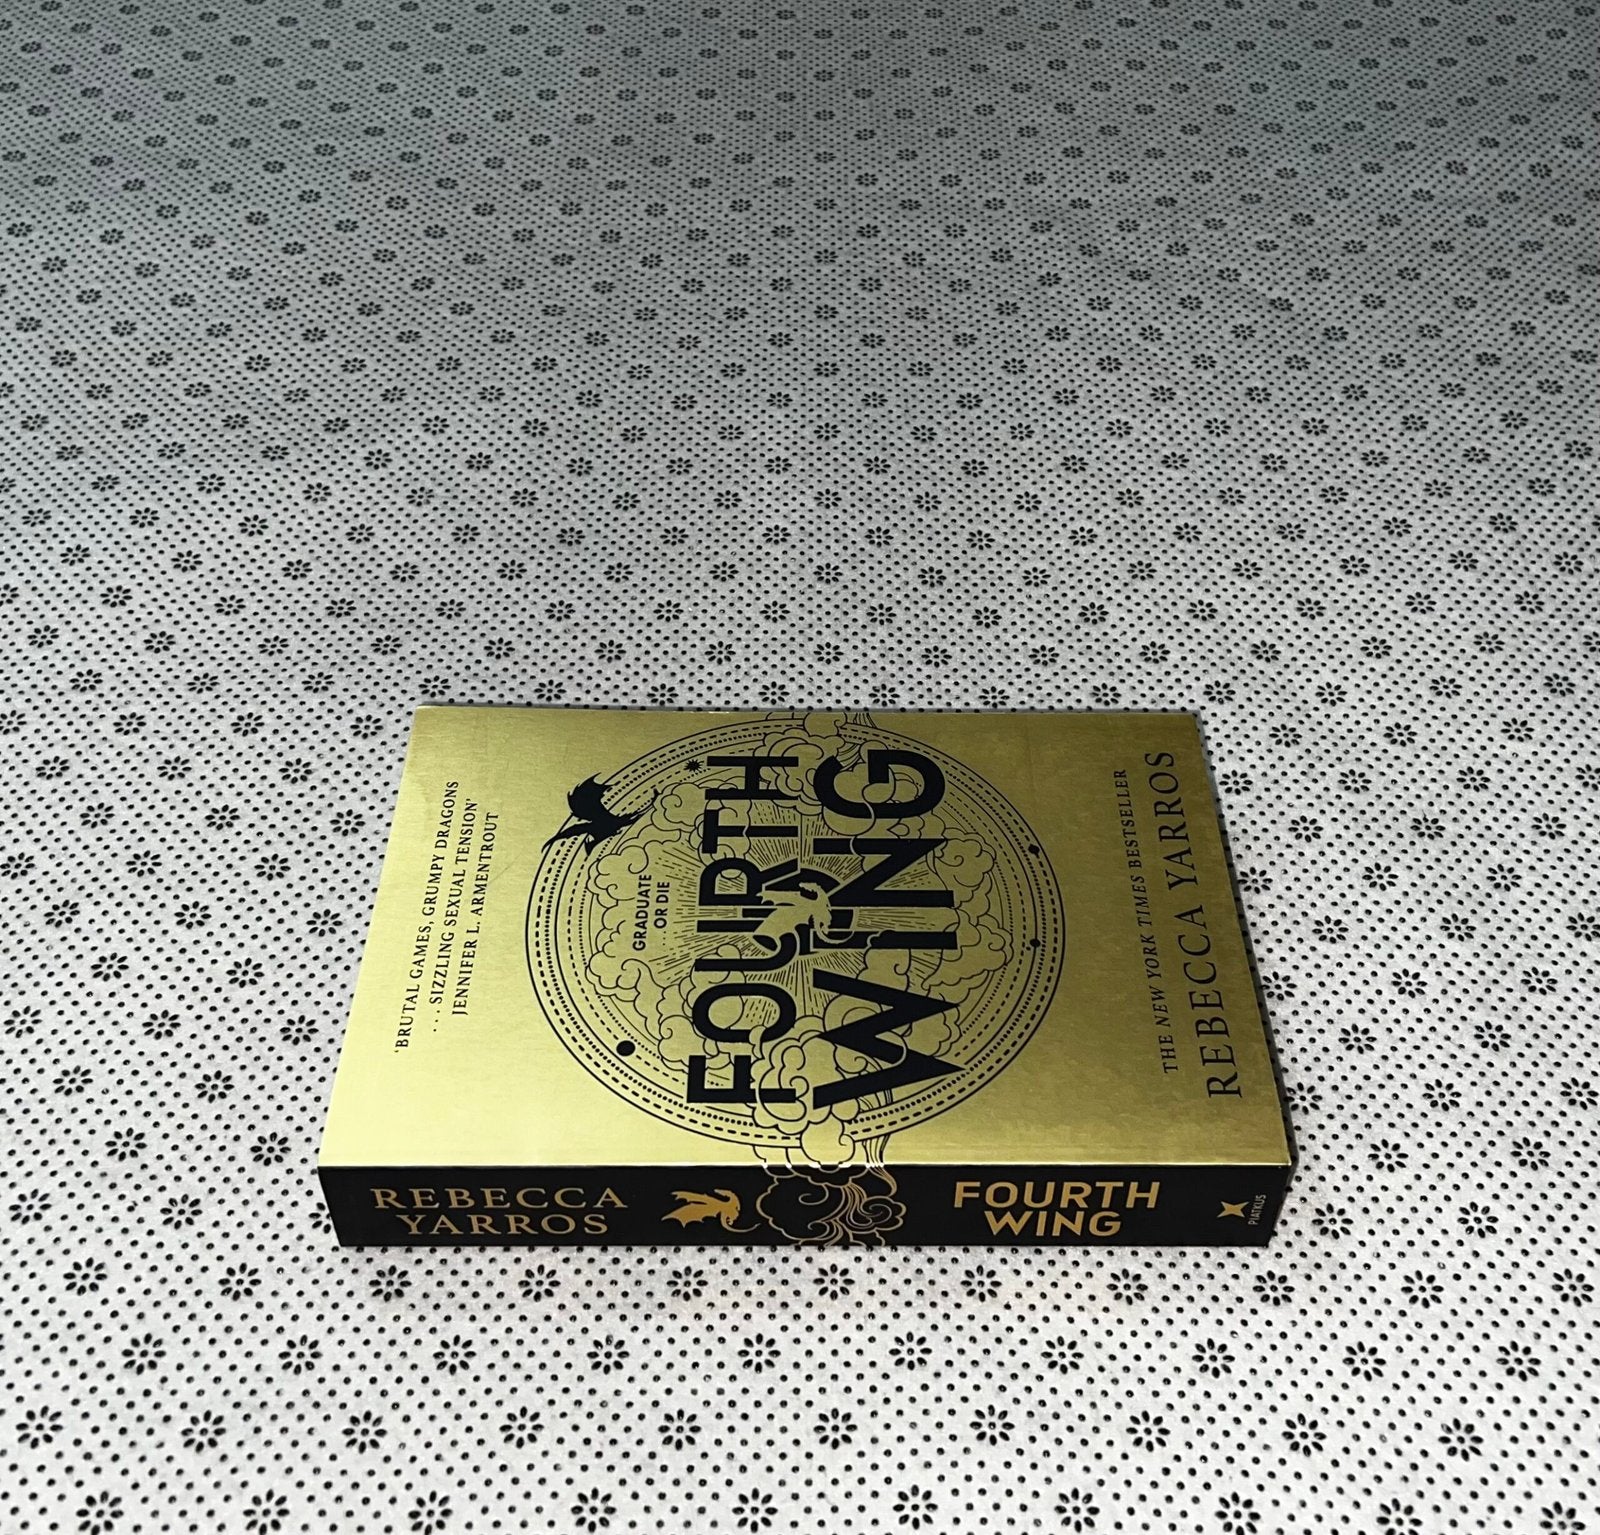 'BRUTAL GAMES, GRUMPY DRAGONS
... SIZZLING SEXUAL TENSION'
JENNIFER L. ARMENTROUT
GRADUATE
OR DIE
FOURTH
WING
THE NEW YORK TIMES BESTSELLER
REBECCA YARROS
REBECCA
YARROS
FOURTH
WING
PIATKUS